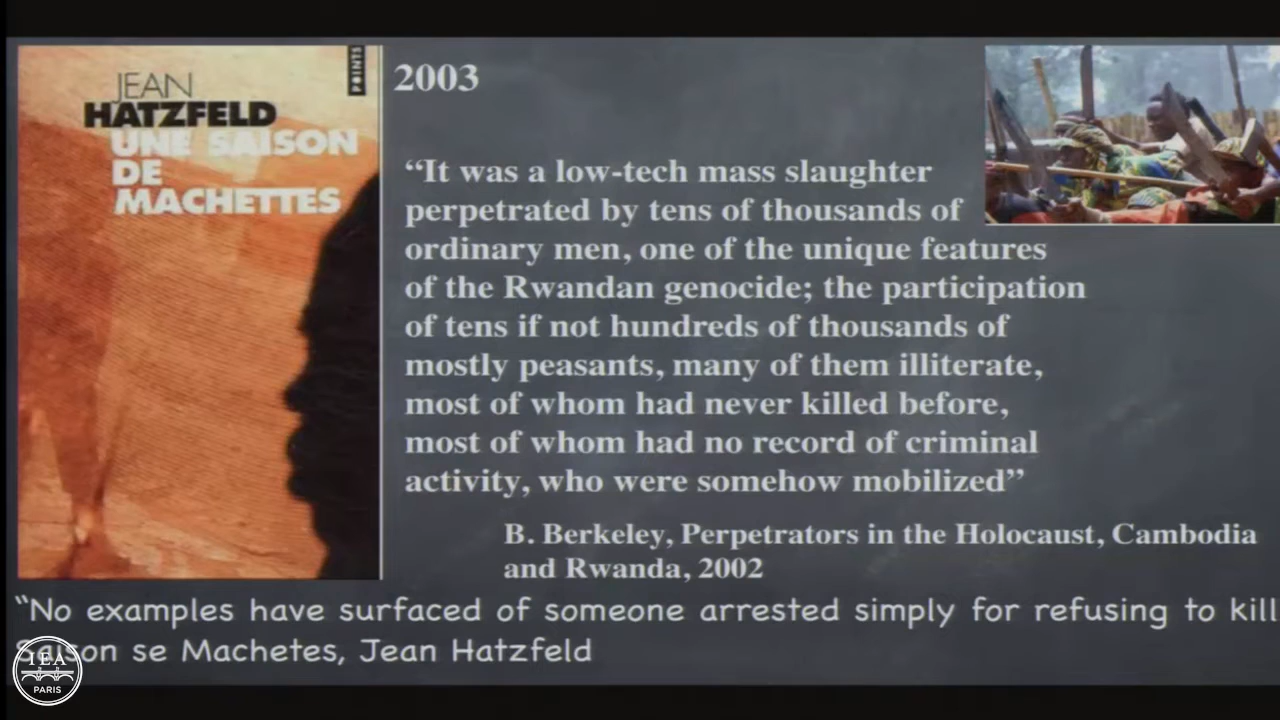 JEAN
HATZFELD
UNE SAISON
DE
MACHETTES
POINTS
2003
“It was a low-tech mass slaughter
perpetrated by tens of thousands of
ordinary men, one of the unique features
of the Rwandan genocide; the participation
of tens if not hundreds of thousands of
mostly peasants, many of them illiterate,
most of whom had never killed before,
most of whom had no record of criminal
activity, who were somehow mobilized”
B. Berkeley, Perpetrators in the Holocaust, Cambodia
and Rwanda, 2002
“No examples have surfaced of someone arrested simply for refusing to kill
Saison se Machetes, Jean Hatzfeld
IEA
PARIS